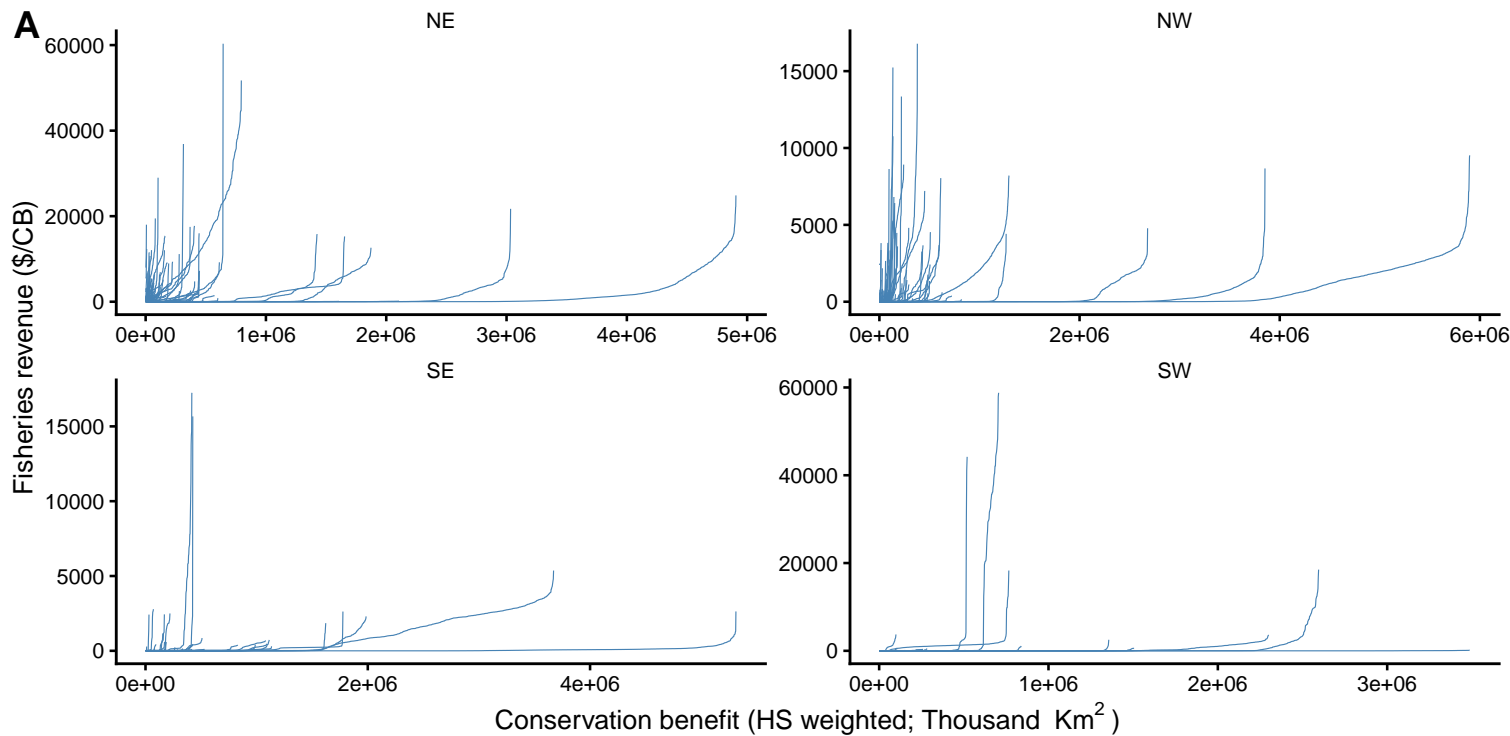 A
NE
NW
Fisheries revenue ($/CB)
60000
40000
20000
0
0e+00 1e+06 2e+06 3e+06 4e+06 5e+06
15000
10000
5000
0
0e+00 2e+06 4e+06 6e+06
SE
SW
15000
10000
5000
0
0e+00 2e+06 4e+06
60000
40000
20000
0
0e+00 1e+06 2e+06 3e+06
Conservation benefit (HS weighted; Thousand Km²)